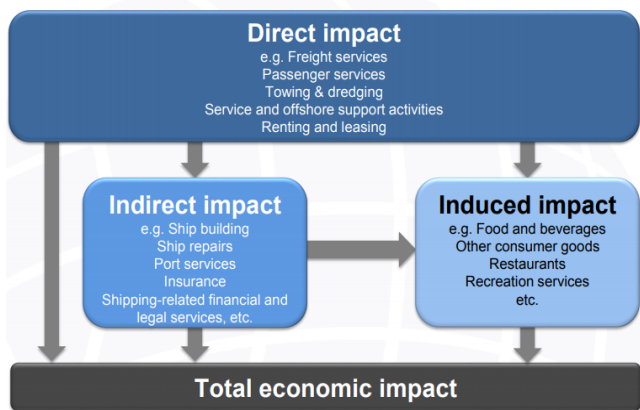 Direct impact
e.g. Freight services
Passenger services
Towing & dredging
Service and offshore support activities
Renting and leasing
Indirect impact
e.g. Ship building
Ship repairs
Port services
Insurance
Shipping-related financial and
legal services, etc.
Induced impact
e.g. Food and beverages
Other consumer goods
Restaurants
Recreation services
etc.
Total economic impact